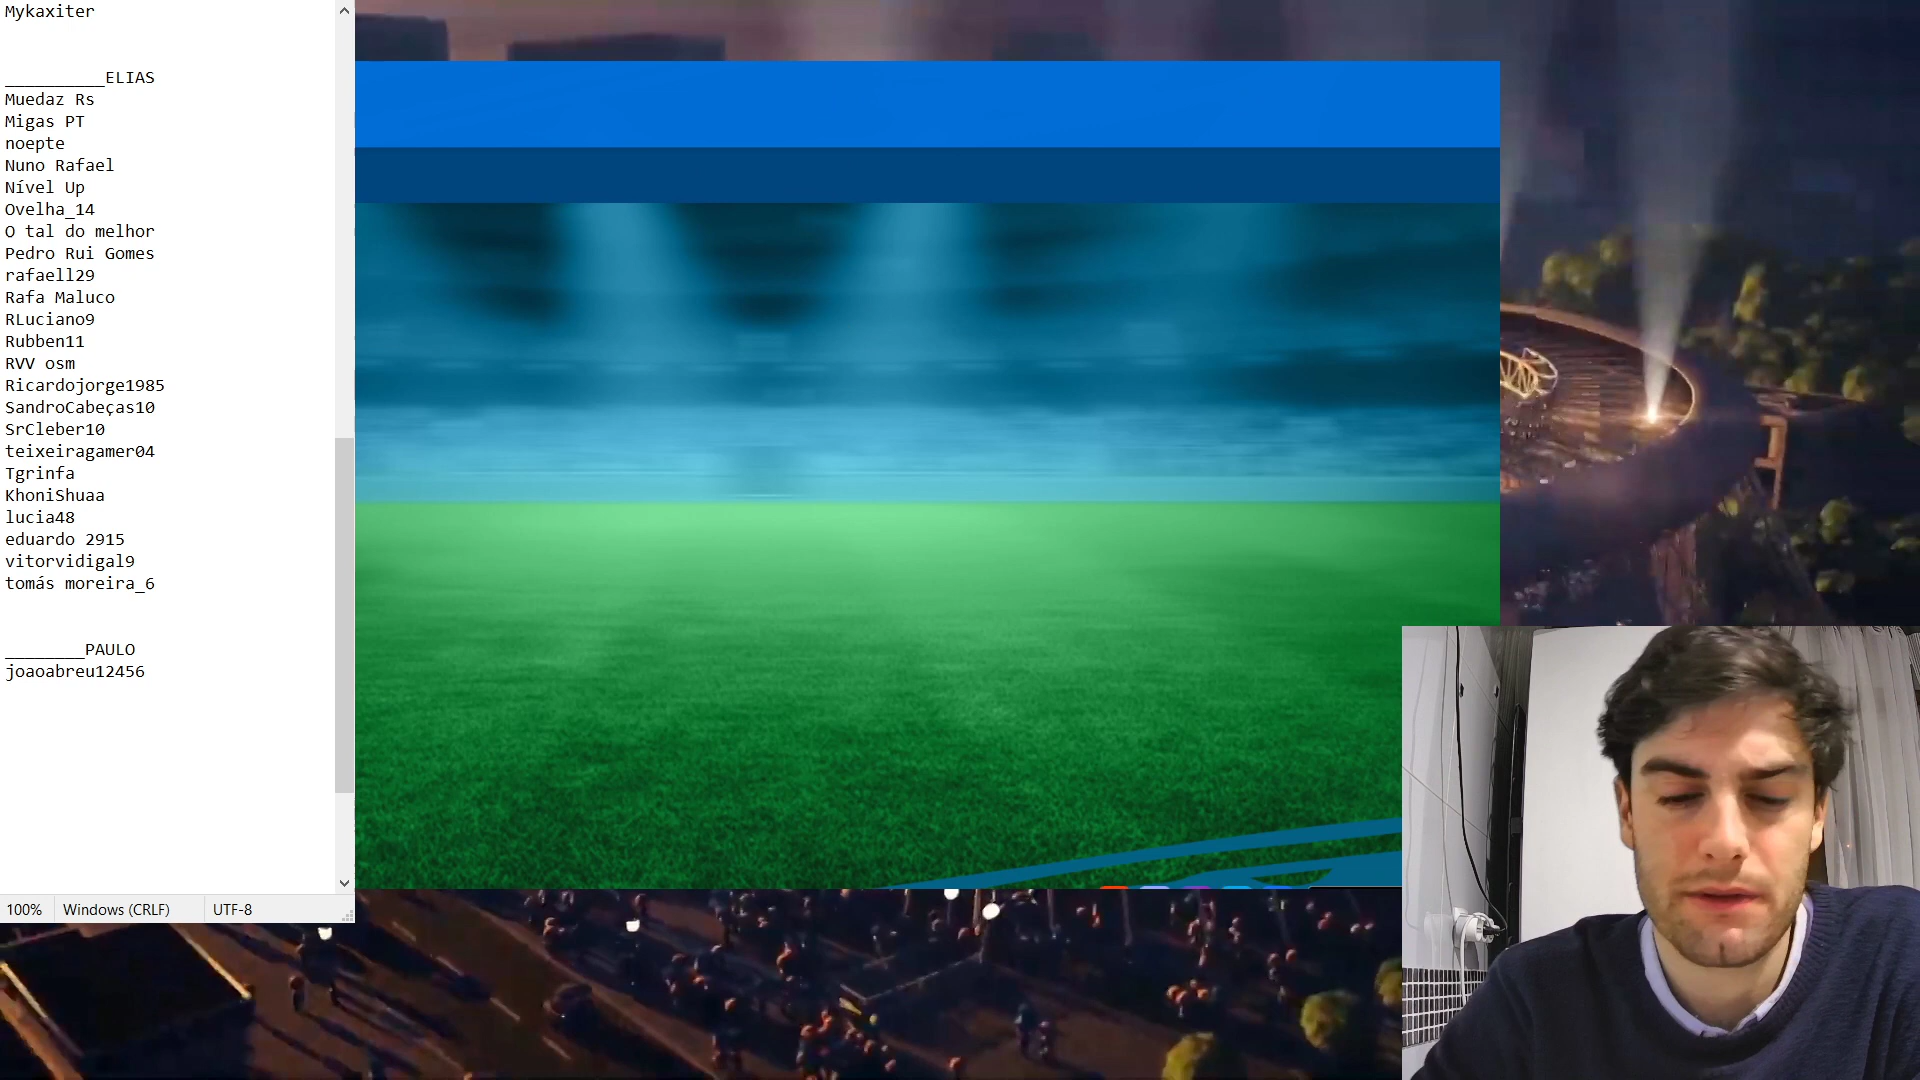 Mykaxiter
__________ELIAS
Muedaz Rs
Migas PT
noepte
Nuno Rafael
Nível Up
Ovelha_14
O tal do melhor
Pedro Rui Gomes
rafaell29
Rafa Maluco
RLuciano9
Rubben11
RVV osm
Ricardojorge1985
SandroCabeças10
SrCleber10
teixeiragamer04
Tgrinfa
KhoniShuaa
lucia48
eduardo 2915
vitorvidigal9
tomás moreira_6
________PAULO
joaoabreu12456
100% Windows (CRLF) UTF-8